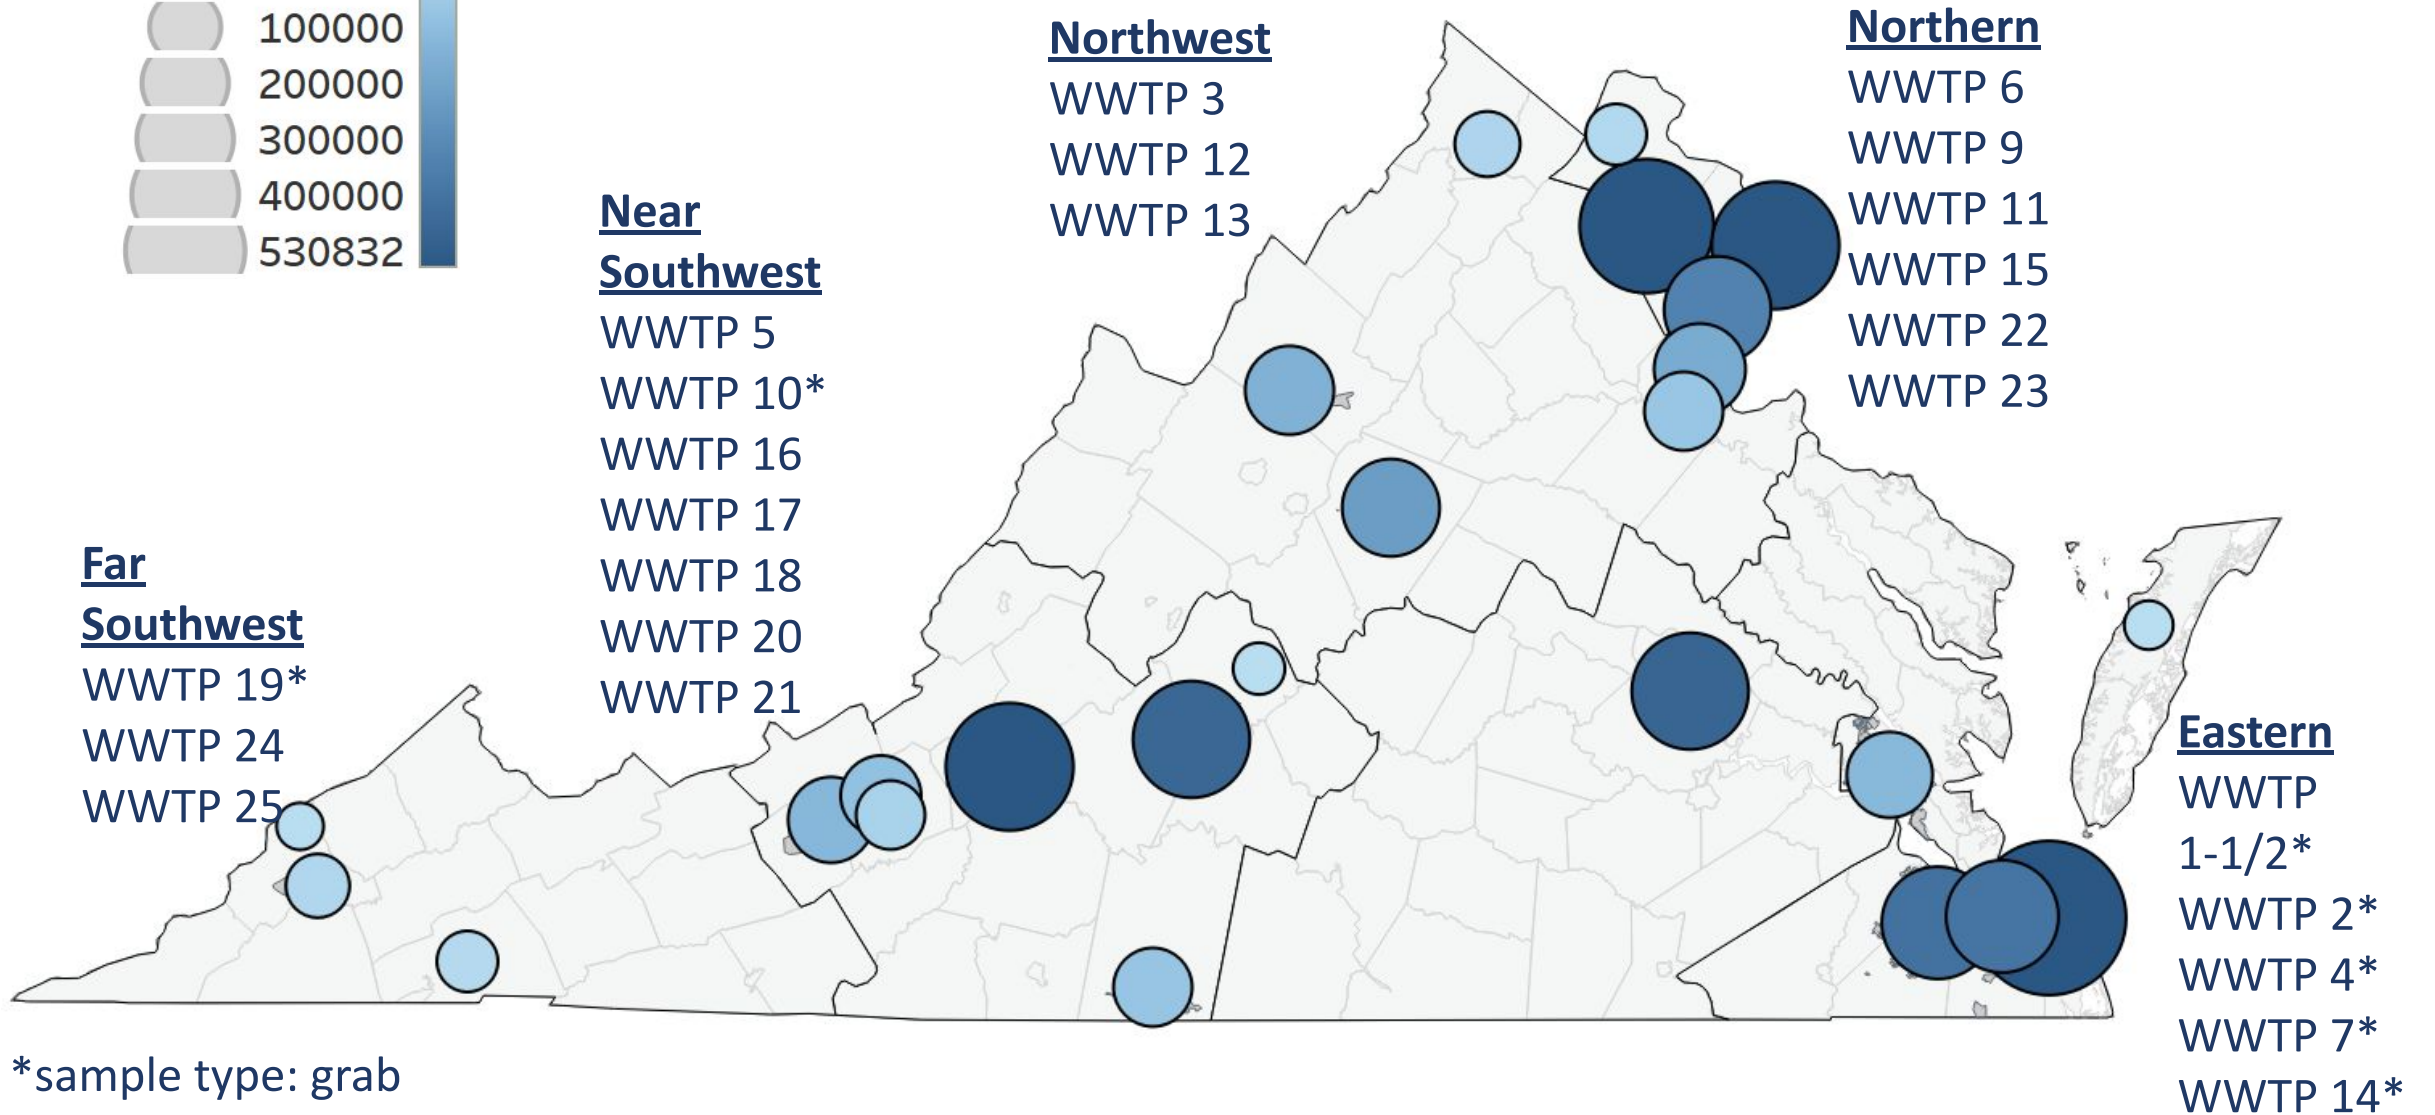 100000
200000
300000
400000
530832
Northwest
WWTP 3
WWTP 12
WWTP 13
Northern
WWTP 6
WWTP 9
WWTP 11
WWTP 15
WWTP 22
WWTP 23
Near
Southwest
WWTP 5
WWTP 10*
WWTP 16
WWTP 17
WWTP 18
WWTP 20
WWTP 21
Far
Southwest
WWTP 19*
WWTP 24
WWTP 25
Eastern
WWTP
1-1/2*
WWTP 2*
WWTP 4*
WWTP 7*
WWTP 14*
*sample type: grab